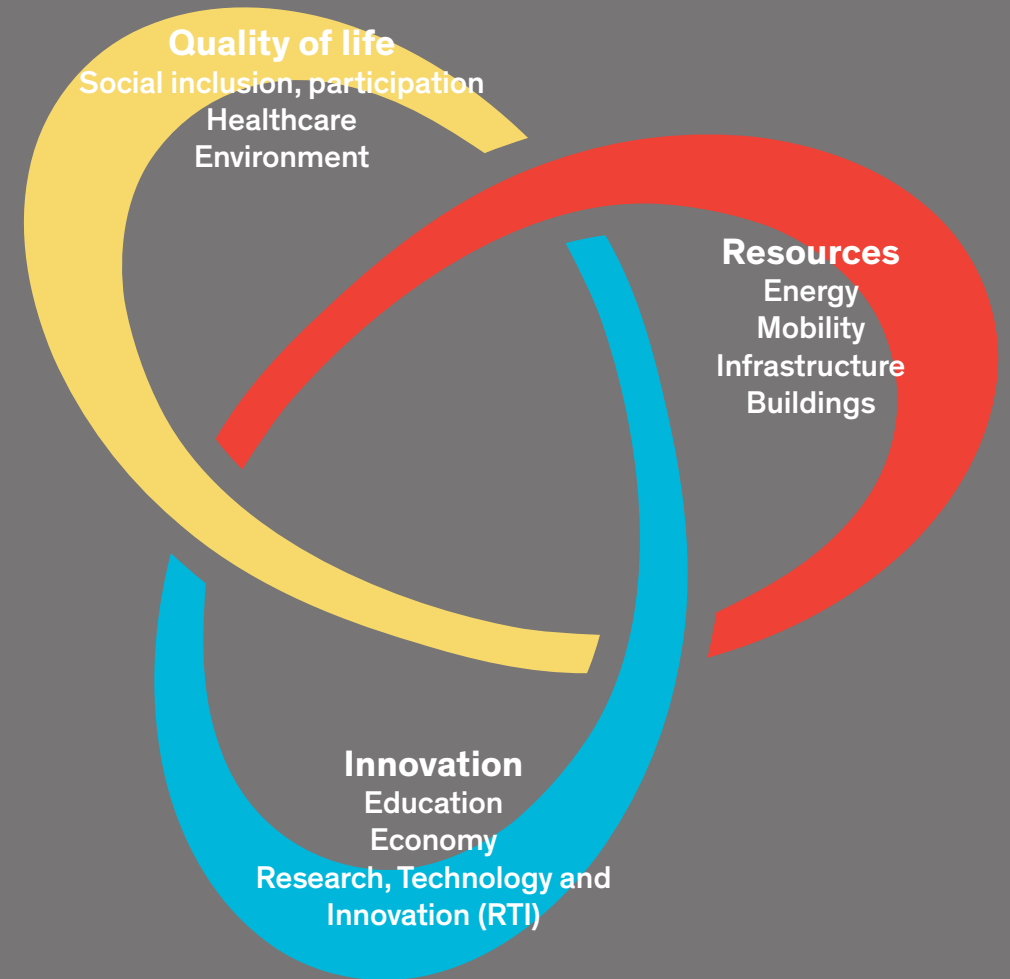 Quality of life
Social inclusion, participation
Healthcare
Environment
Resources
Energy
Mobility
Infrastructure
Buildings
Innovation
Education
Economy
Research, Technology and
Innovation (RTI)